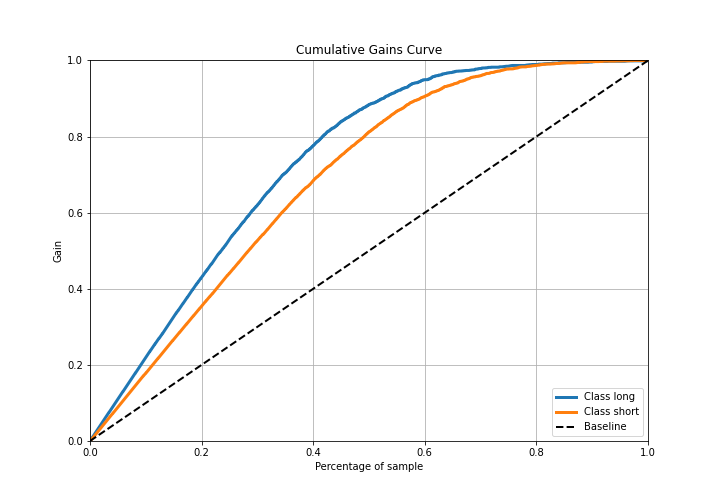 Cumulative Gains Curve
1.0
0.8
0.6
0.4
0.2
0.0
Gain
0.0 0.2 0.4 0.6 0.8 1.0
Percentage of sample
Class long
Class short
Baseline